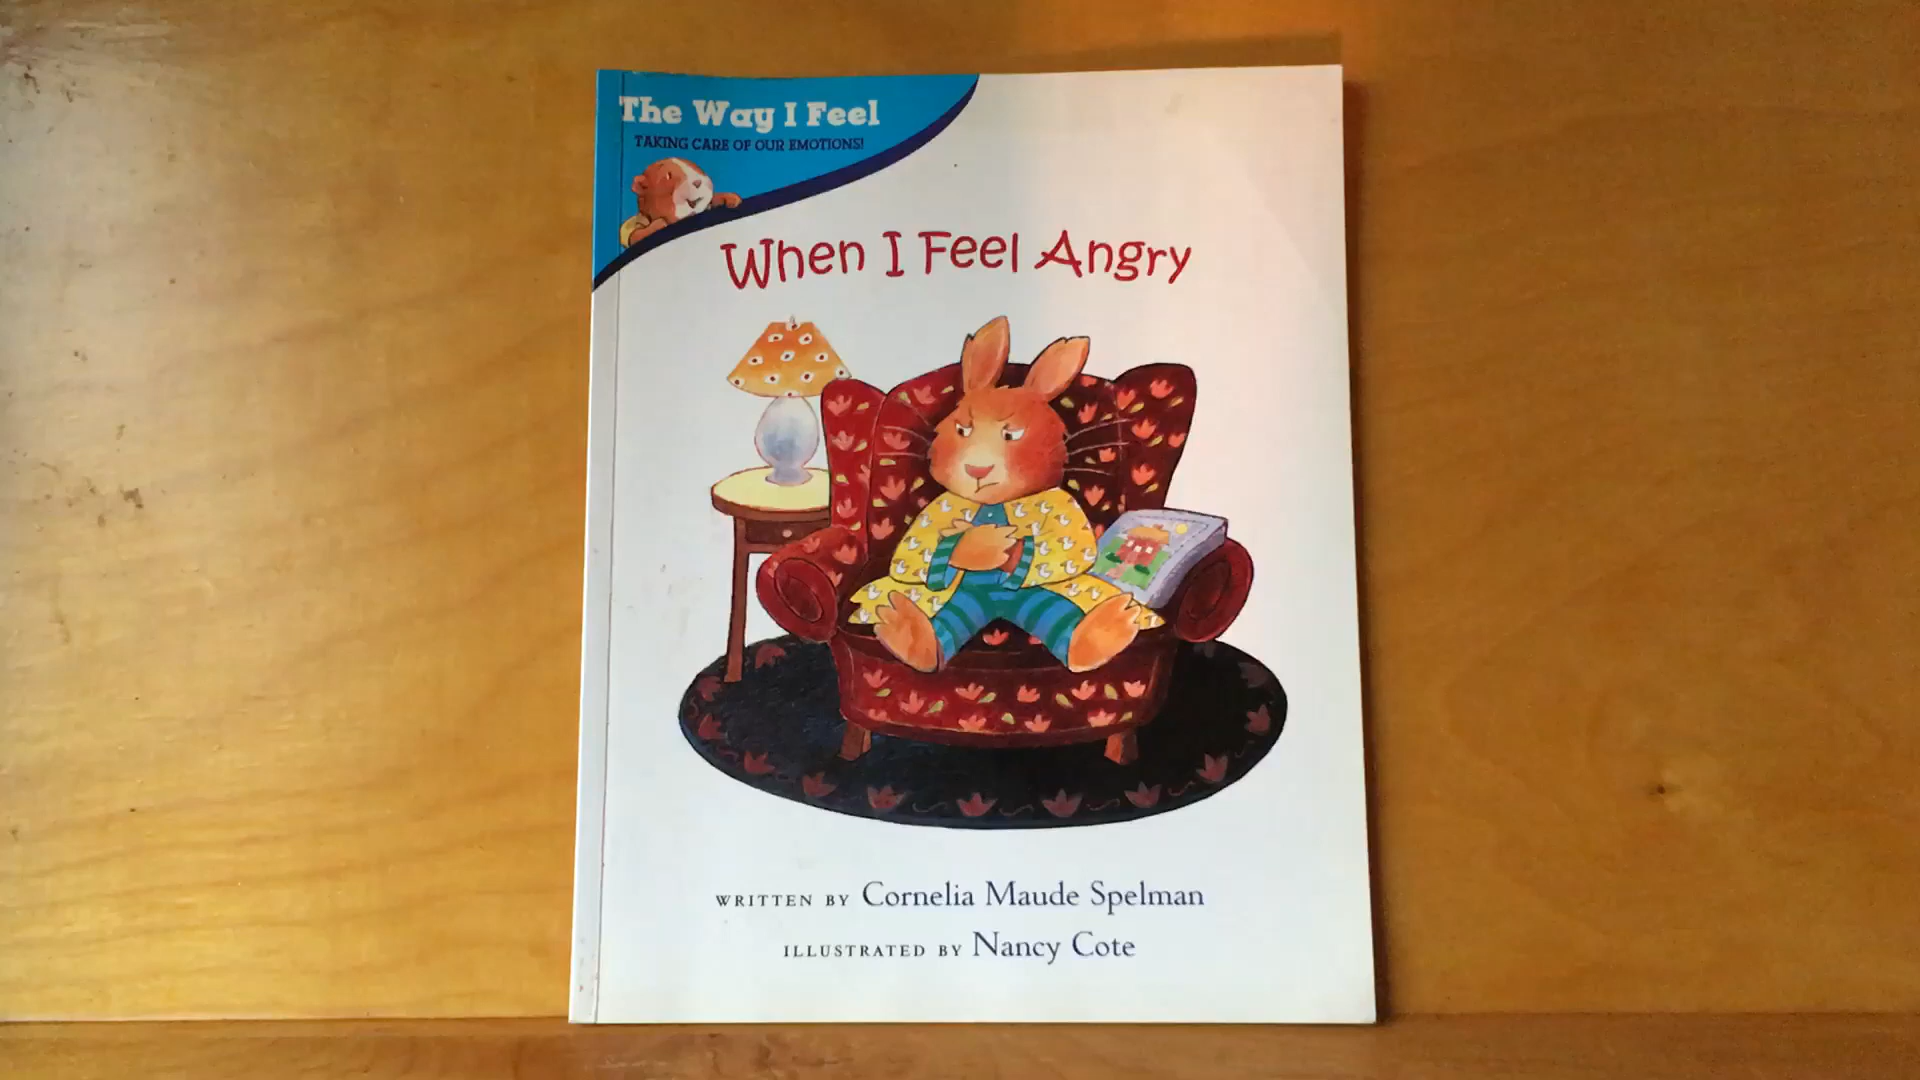 The Way I Feel
TAKING CARE OF OUR EMOTIONS!
When I Feel Angry
WRITTEN BY Cornelia Maude Spelman
ILLUSTRATED BY Nancy Cote